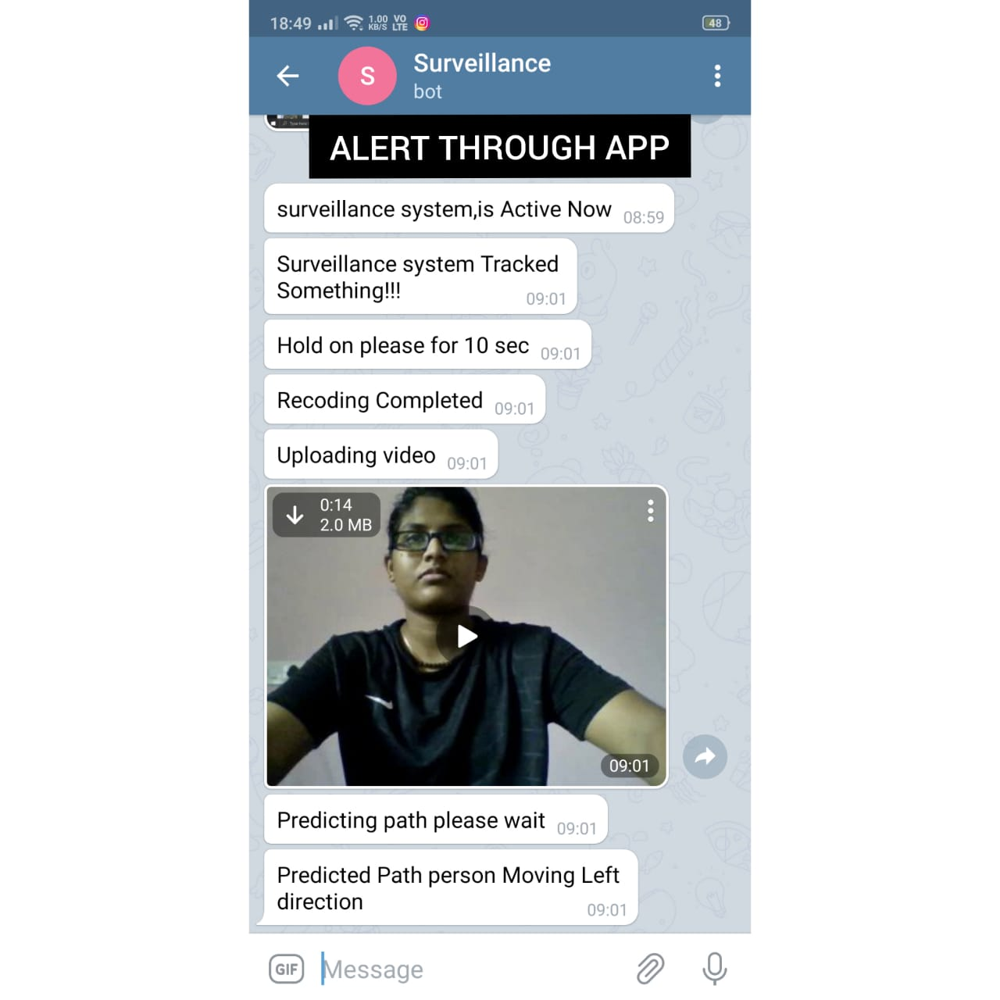 18:49 1.00 KB/S VO LTE 48
Surveillance
S
bot
ALERT THROUGH APP
surveillance system,is Active Now 08:59
Surveillance system Tracked
Something!!! 09:01
Hold on please for 10 sec 09:01
Recoding Completed 09:01
Uploading video 09:01
0:14
2.0 MB
09:01
Predicting path please wait 09:01
Predicted Path person Moving Left
direction 09:01
GIF Message